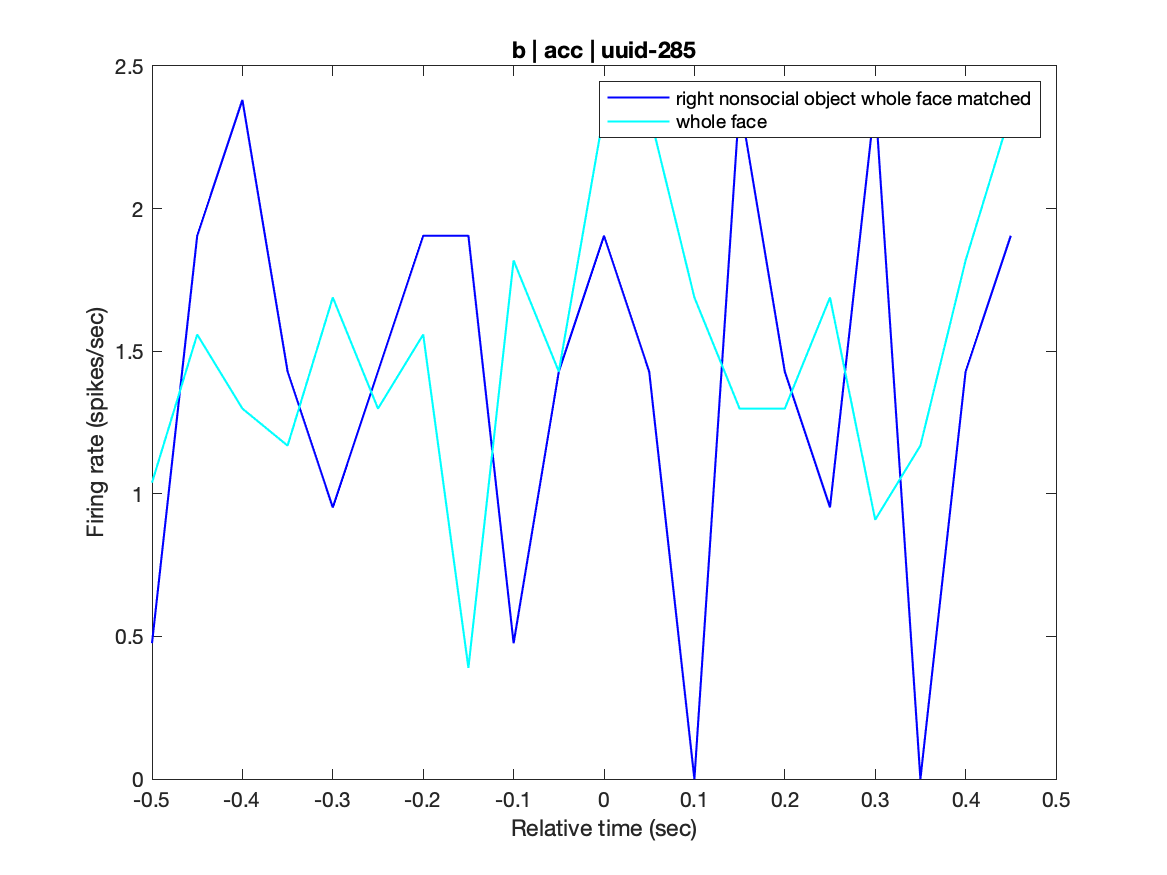 b | acc | uuid-285
right nonsocial object whole face matched
whole face
2.5
2
1.5
1
0.5
0
Firing rate (spikes/sec)
-0.5 -0.4 -0.3 -0.2 -0.1 0 0.1 0.2 0.3 0.4 0.5
Relative time (sec)